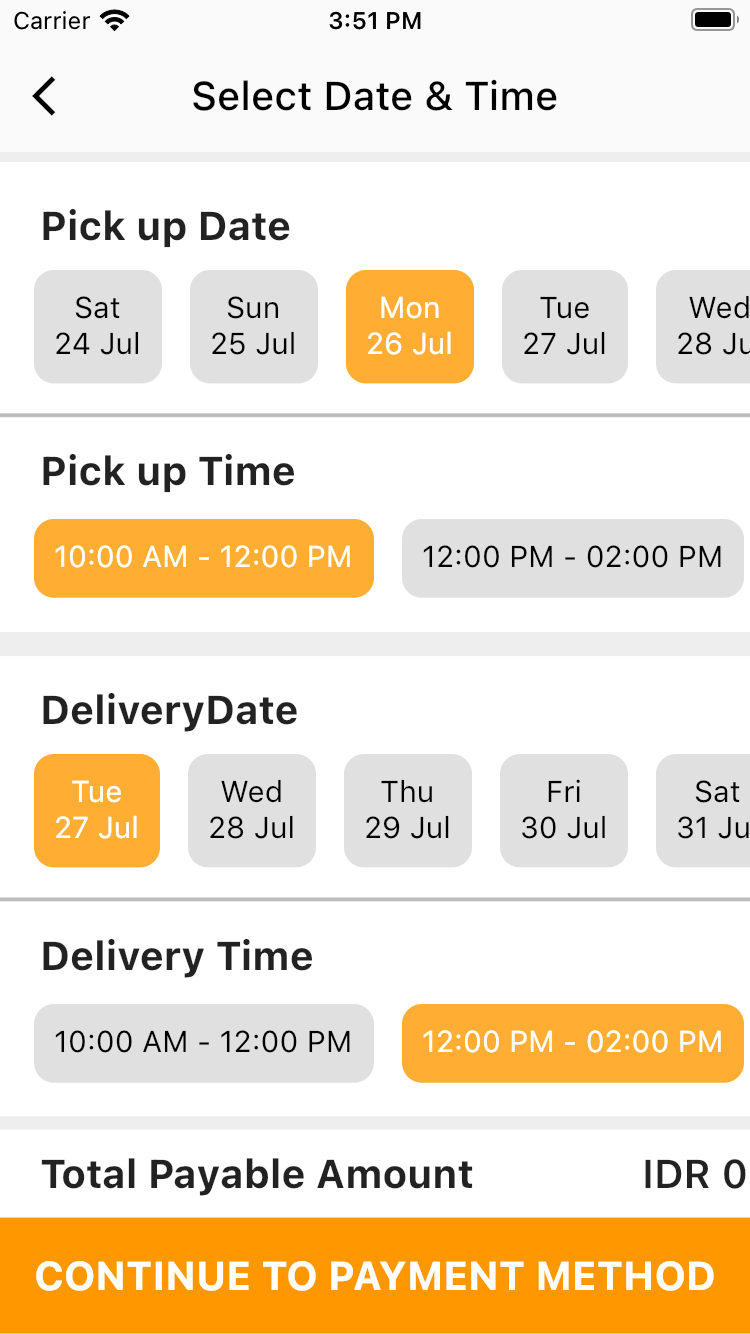 Carrier 3:51 PM
Select Date & Time
Pick up Date
Sat Sun Mon Tue Wed
24 Jul 25 Jul 26 Jul 27 Jul 28 Ju
Pick up Time
10:00 AM - 12:00 PM 12:00 PM - 02:00 PM
DeliveryDate
Tue Wed Thu Fri Sat
27 Jul 28 Jul 29 Jul 30 Jul 31 Ju
Delivery Time
10:00 AM - 12:00 PM 12:00 PM - 02:00 PM
Total Payable Amount IDR 0
CONTINUE TO PAYMENT METHOD